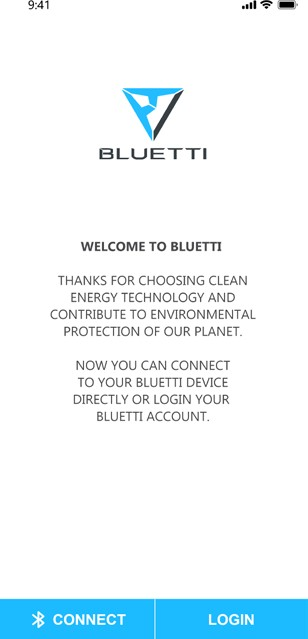 9:41
BLUETTI
WELCOME TO BLUETTI
THANKS FOR CHOOSING CLEAN
ENERGY TECHNOLOGY AND
CONTRIBUTE TO ENVIRONMENTAL
PROTECTION OF OUR PLANET.
NOW YOU CAN CONNECT
TO YOUR BLUETTI DEVICE
DIRECTLY OR LOGIN YOUR
BLUETTI ACCOUNT.
CONNECT LOGIN